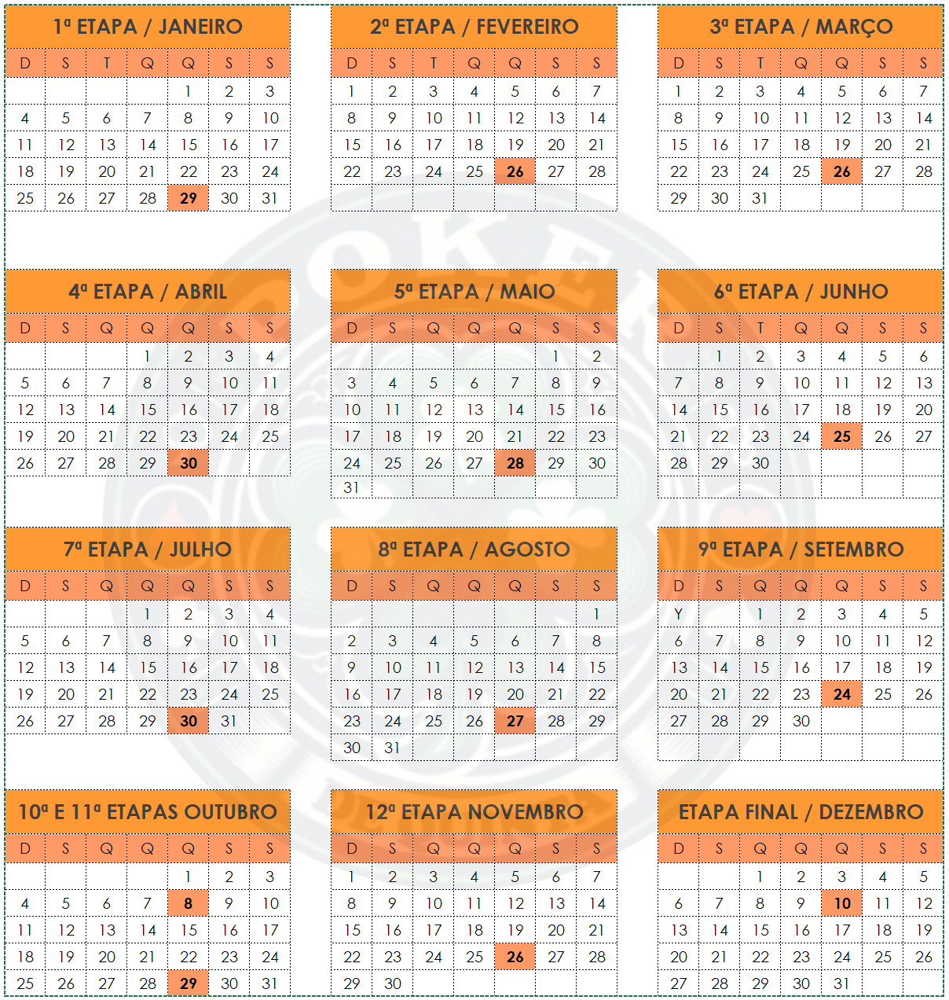 1ª ETAPA / JANEIRO
D S T Q Q S S
1 2 3
4 5 6 7 8 9 10
11 12 13 14 15 16 17
18 19 20 21 22 23 24
25 26 27 28 29 30 31
2ª ETAPA / FEVEREIRO
D S T Q Q S S
1 2 3 4 5 6 7
8 9 10 11 12 13 14
15 16 17 18 19 20 21
22 23 24 25 26 27 28
3ª ETAPA / MARÇO
D S T Q Q S S
1 2 3 4 5 6 7
8 9 10 11 12 13 14
15 16 17 18 19 20 21
22 23 24 25 26 27 28
29 30 31
4ª ETAPA / ABRIL
D S Q Q Q S S
1 2 3 4
5 6 7 8 9 10 11
12 13 14 15 16 17 18
19 20 21 22 23 24 25
26 27 28 29 30
5ª ETAPA / MAIO
D S Q Q Q S S
1 2
3 4 5 6 7 8 9
10 11 12 13 14 15 16
17 18 19 20 21 22 23
24 25 26 27 28 29 30
31
6ª ETAPA / JUNHO
D S T Q Q S S
1 2 3 4 5 6
7 8 9 10 11 12 13
14 15 16 17 18 19 20
21 22 23 24 25 26 27
28 29 30
7ª ETAPA / JULHO
D S Q Q Q S S
1 2 3 4
5 6 7 8 9 10 11
12 13 14 15 16 17 18
19 20 21 22 23 24 25
26 27 28 29 30 31
8ª ETAPA / AGOSTO
D S Q Q Q S S
1
2 3 4 5 6 7 8
9 10 11 12 13 14 15
16 17 18 19 20 21 22
23 24 25 26 27 28 29
30 31
9ª ETAPA / SETEMBRO
D S Q Q Q S S
Y 1 2 3 4 5
6 7 8 9 10 11 12
13 14 15 16 17 18 19
20 21 22 23 24 25 26
27 28 29 30
10ª E 11ª ETAPAS OUTUBRO
D S Q Q Q S S
1 2 3
4 5 6 7 8 9 10
11 12 13 14 15 16 17
18 19 20 21 22 23 24
25 26 27 28 29 30 31
12ª ETAPA NOVEMBRO
D S Q Q Q S S
1 2 3 4 5 6 7
8 9 10 11 12 13 14
15 16 17 18 19 20 21
22 23 24 25 26 27 28
29 30
ETAPA FINAL / DEZEMBRO
D S Q Q Q S S
1 2 3 4 5
6 7 8 9 10 11 12
13 14 15 16 17 18 19
20 21 22 23 24 25 26
27 28 29 30 31
POKER
DE QUINTA